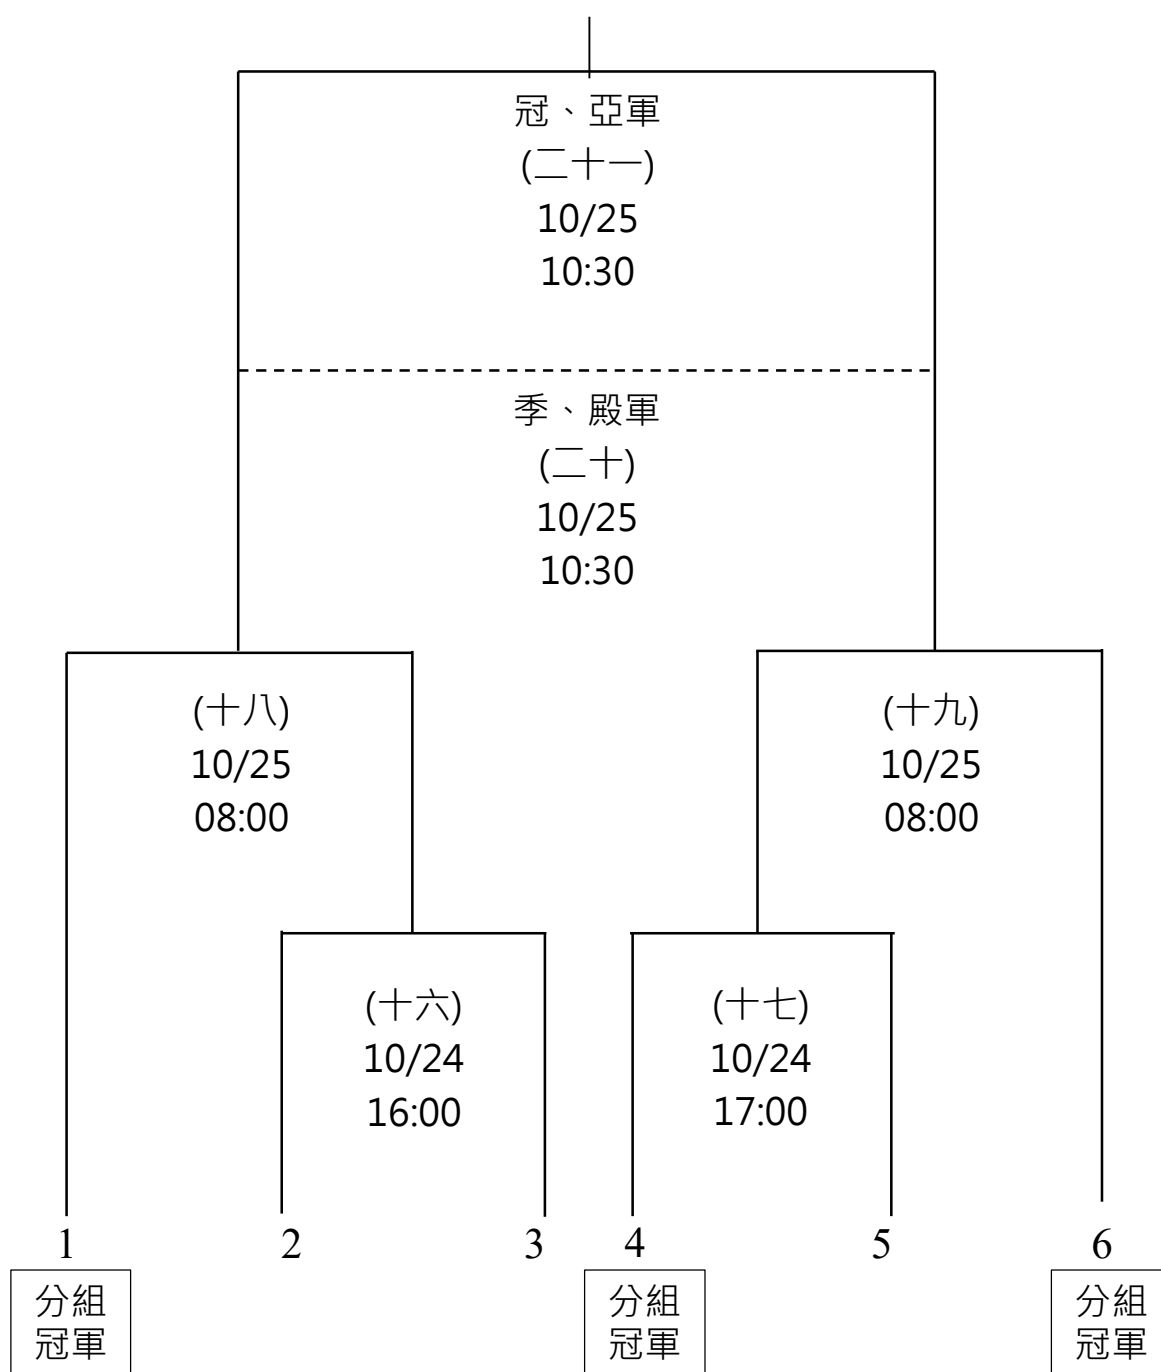 冠、亞軍
(二十一)
10/25
10:30
季、殿軍
(二十)
10/25
10:30
(十八)
10/25
08:00
(十九)
10/25
08:00
(十六)
10/24
16:00
(十七)
10/24
17:00
1
2
3
4
5
6
分組
冠軍
分組
冠軍
分組
冠軍